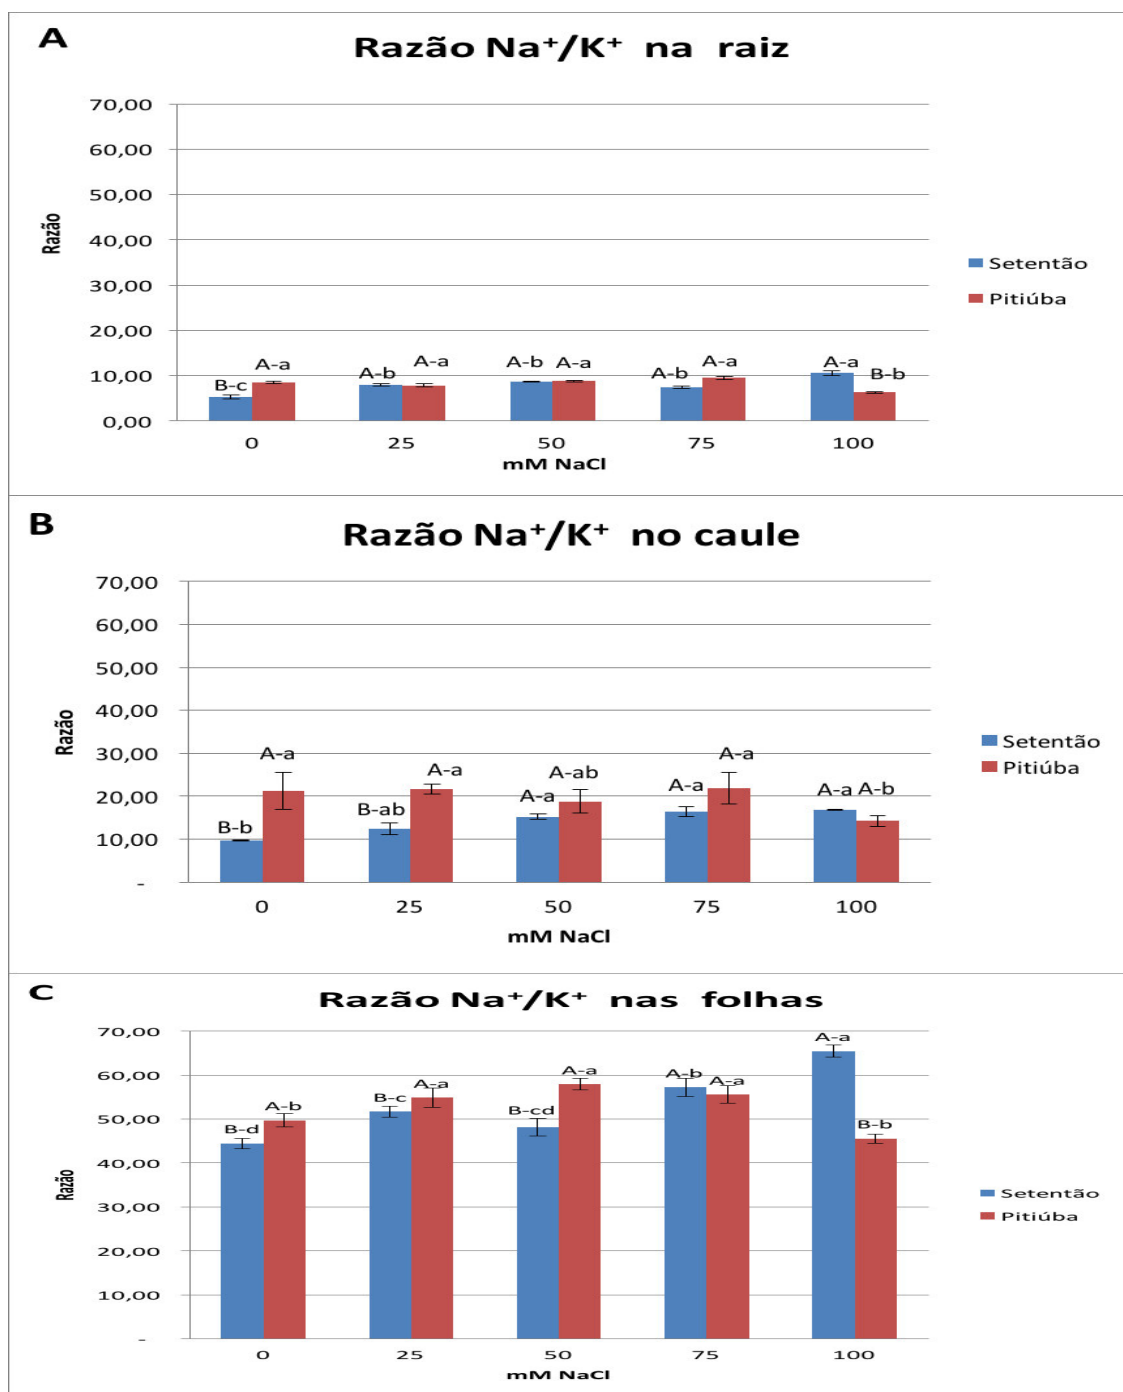 A
Razão Na⁺/K⁺ na raiz
70,00
60,00
50,00
40,00
30,00
20,00
10,00
0,00
Razão
B-c A-a A-b A-a A-b A-a A-b A-a A-a B-b
0 25 50 75 100
mM NaCl
Setentão
Pitiúba
B
Razão Na⁺/K⁺ no caule
70,00
60,00
50,00
40,00
30,00
20,00
10,00
-
Razão
B-b A-a B-ab A-a A-a A-ab A-a A-a A-a A-b
0 25 50 75 100
mM NaCl
Setentão
Pitiúba
C
Razão Na⁺/K⁺ nas folhas
70,00
60,00
50,00
40,00
30,00
20,00
10,00
-
Razão
B-d A-b B-c A-a B-cd A-a A-b A-a A-a B-b
0 25 50 75 100
mM NaCl
Setentão
Pitiúba